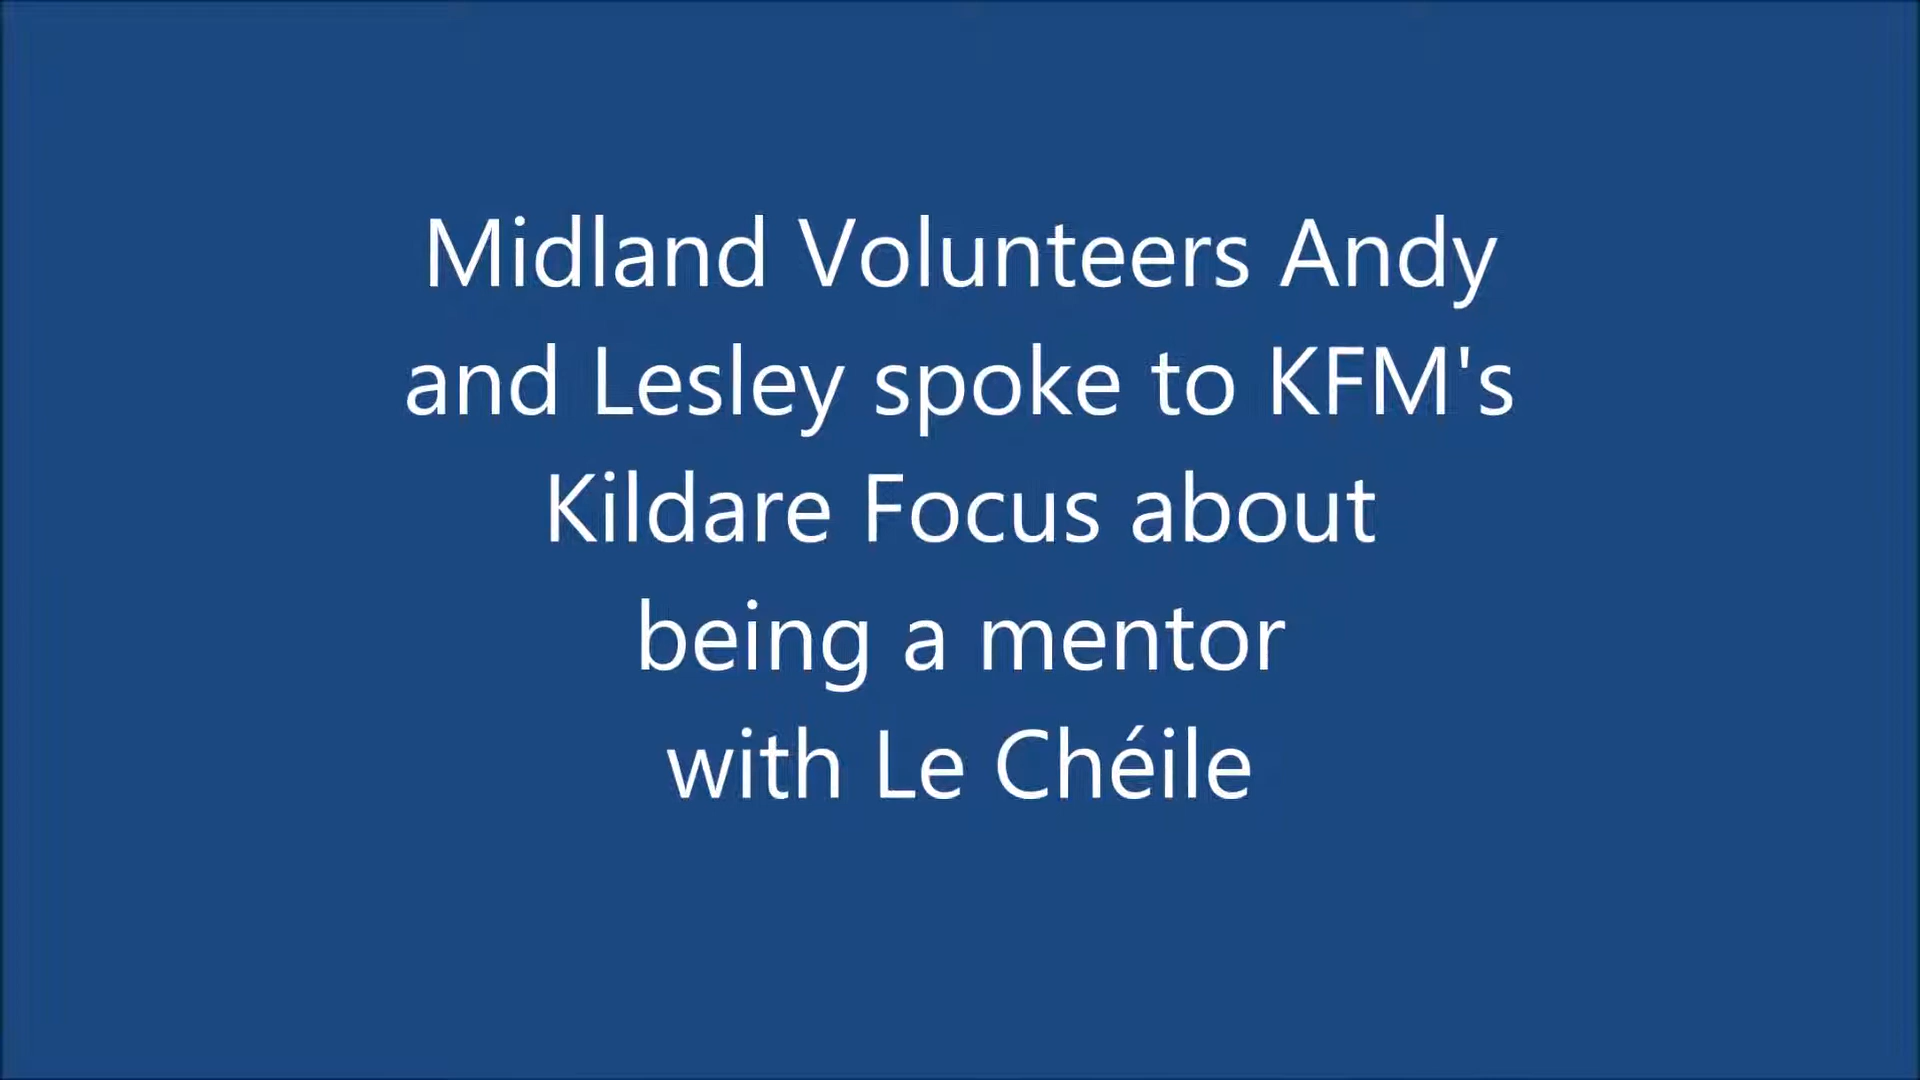 Midland Volunteers Andy
and Lesley spoke to KFM's
Kildare Focus about
being a mentor
with Le Chéile